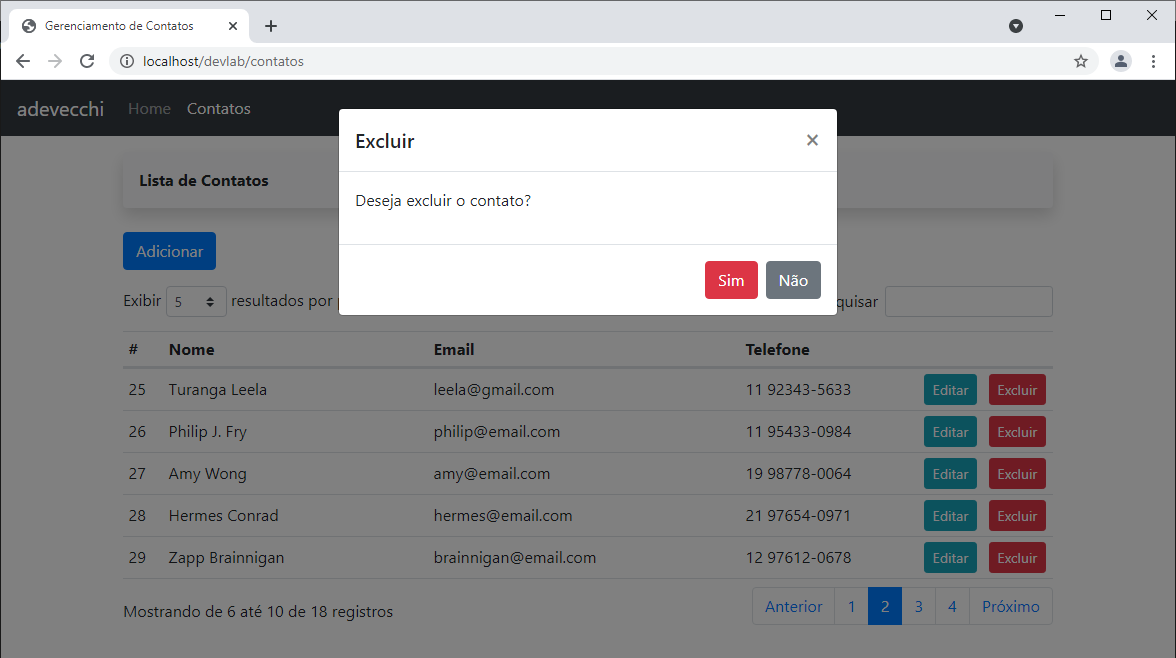 Gerenciamento de Contatos
localhost/devlab/contatos
adevecchi Home Contatos
Excluir ×
Lista de Contatos
Deseja excluir o contato?
Adicionar
Sim Não
Exibir 5 resultados por
# Nome Email Telefone
25 Turanga Leela leela@gmail.com 11 92343-5633 Editar Excluir
26 Philip J. Fry philip@email.com 11 95433-0984 Editar Excluir
27 Amy Wong amy@email.com 19 98778-0064 Editar Excluir
28 Hermes Conrad hermes@email.com 21 97654-0971 Editar Excluir
29 Zapp Brainnigan brainnigan@email.com 12 97612-0678 Editar Excluir
Mostrando de 6 até 10 de 18 registros Anterior 1 2 3 4 Próximo